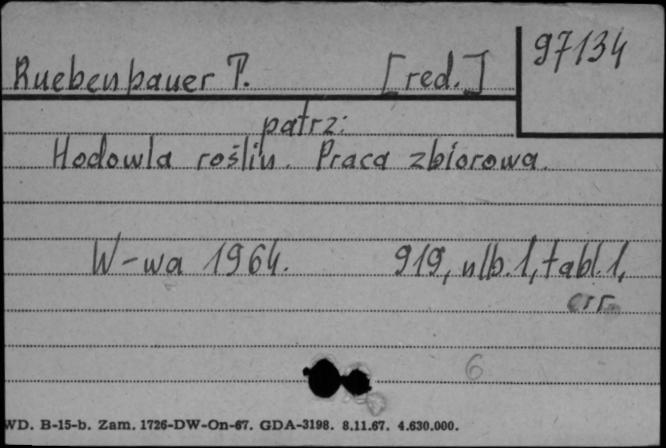 97134
Ruebenbauer T. [red.]
patrz:
Hodowla roślin. Praca zbiorowa.
W-wa 1964. 919, nlb.1, tabl.1,
err.
6
WD. B-15-b. Zam. 1726-DW-On-67. GDA-3198. 8.11.67. 4.630.000.